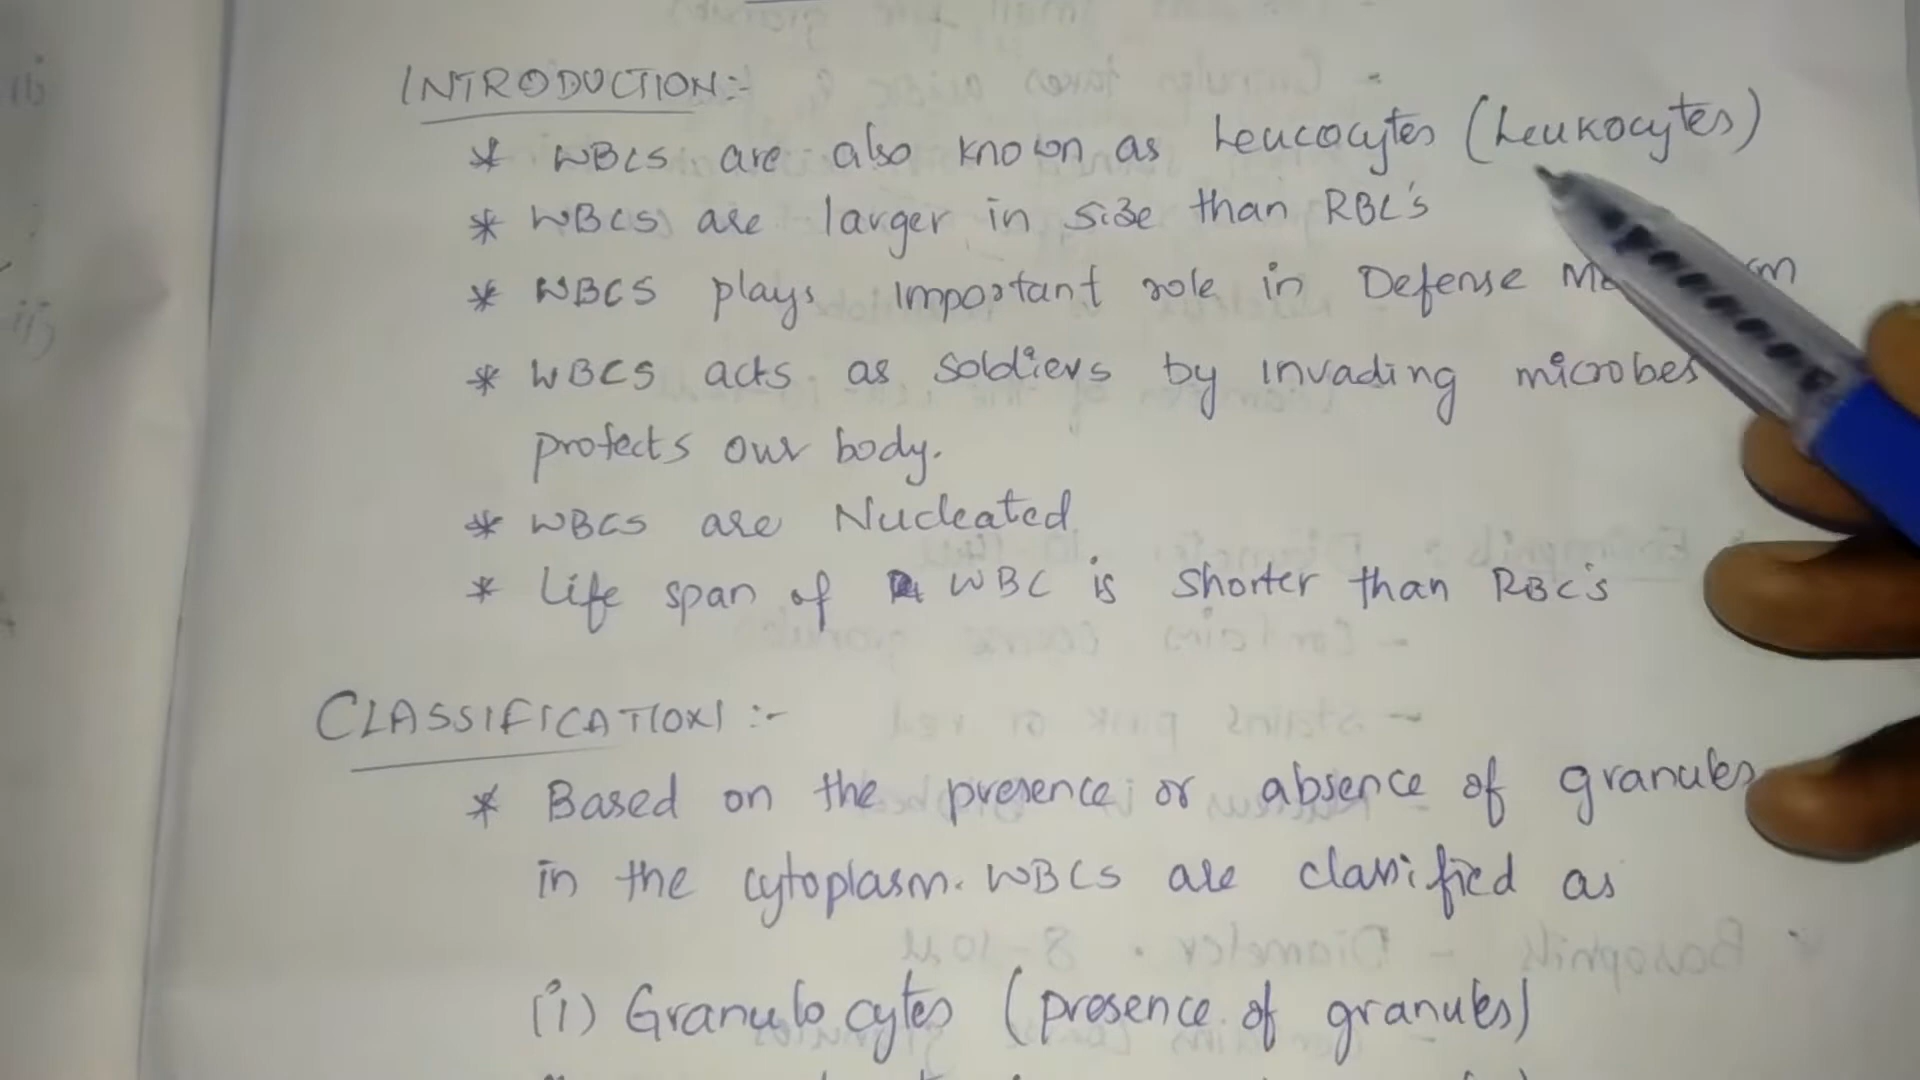 INTRODUCTION:-
* WBCS are also known as Leucocytes (Leukocytes)
* WBCS are larger in size than RBC's
* WBCS plays important role in Defense
* WBCS acts as soldiers by invading microbes
protects our body.
* WBCS are Nucleated
* Life span of WBC is shorter than RBC's
CLASSIFICATION :-
* Based on the presence or absence of granules
in the cytoplasm. WBCS are classified as
(i) Granulocytes (presence of granules)